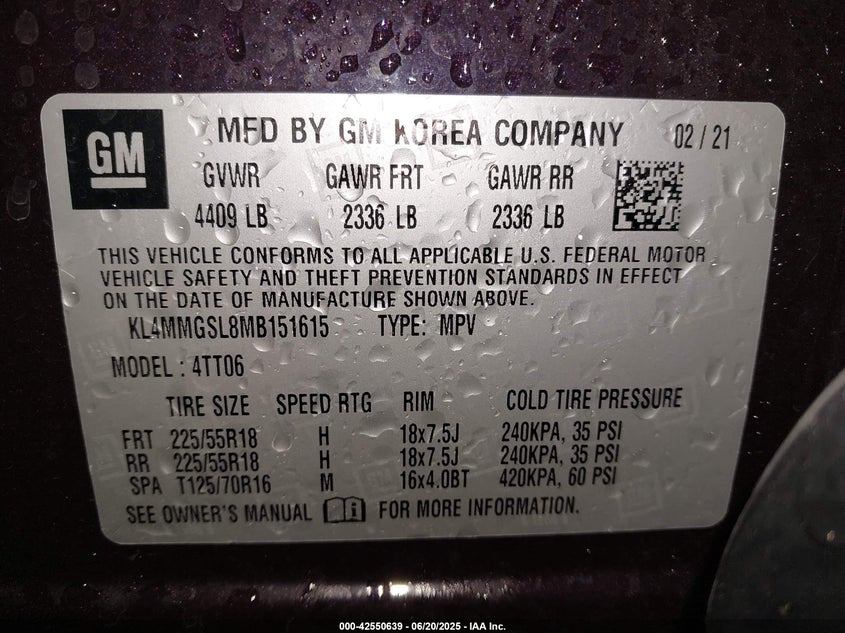 GM
MFD BY GM KOREA COMPANY 02 / 21
GVWR GAWR FRT GAWR RR
4409 LB 2336 LB 2336 LB
THIS VEHICLE CONFORMS TO ALL APPLICABLE U.S. FEDERAL MOTOR
VEHICLE SAFETY AND THEFT PREVENTION STANDARDS IN EFFECT
ON THE DATE OF MANUFACTURE SHOWN ABOVE.
KL4MMGSL8MB151615 TYPE: MPV
MODEL : 4TT06
TIRE SIZE SPEED RTG RIM COLD TIRE PRESSURE
FRT 225/55R18 H 18x7.5J 240KPA, 35 PSI
RR 225/55R18 H 18x7.5J 240KPA, 35 PSI
SPA T125/70R16 M 16x4.0BT 420KPA, 60 PSI
SEE OWNER'S MANUAL FOR MORE INFORMATION.
000-42550639 - 06/20/2025 - IAA Inc.